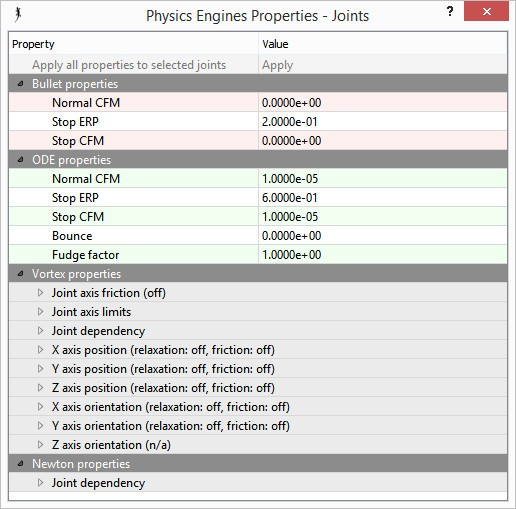 Physics Engines Properties - Joints ? ×
Property Value
Apply all properties to selected joints Apply
Bullet properties
Normal CFM 0.0000e+00
Stop ERP 2.0000e-01
Stop CFM 0.0000e+00
ODE properties
Normal CFM 1.0000e-05
Stop ERP 6.0000e-01
Stop CFM 1.0000e-05
Bounce 0.0000e+00
Fudge factor 1.0000e+00
Vortex properties
Joint axis friction (off)
Joint axis limits
Joint dependency
X axis position (relaxation: off, friction: off)
Y axis position (relaxation: off, friction: off)
Z axis position (relaxation: off, friction: off)
X axis orientation (relaxation: off, friction: off)
Y axis orientation (relaxation: off, friction: off)
Z axis orientation (n/a)
Newton properties
Joint dependency